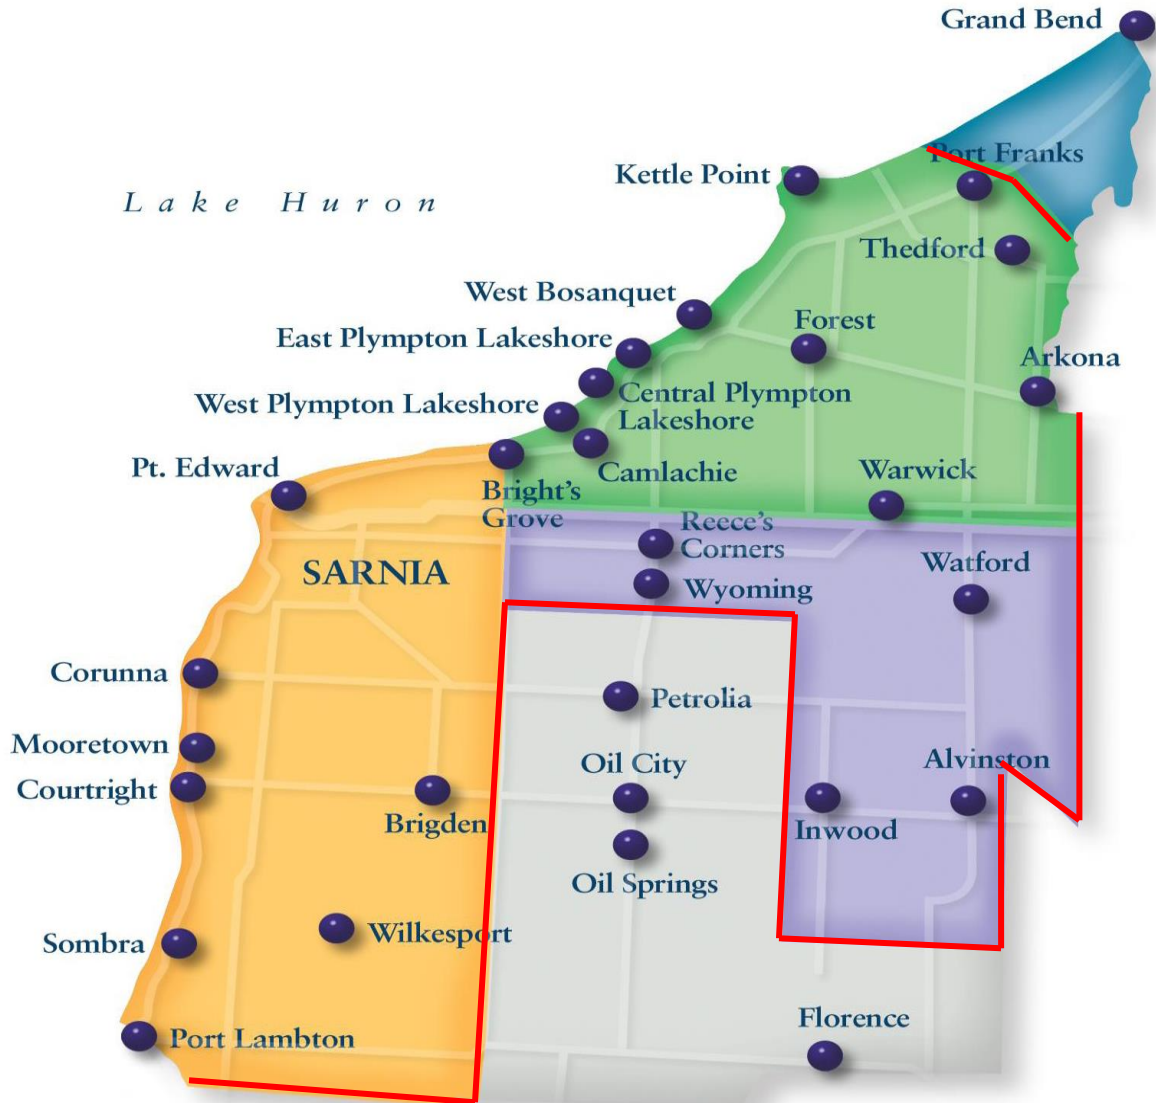 Grand Bend
Port Franks
Kettle Point
Lake Huron
Thedford
West Bosanquet
Forest
East Plympton Lakeshore
Arkona
Central Plympton
Lakeshore
West Plympton Lakeshore
Camlachie
Pt. Edward
Warwick
Bright's
Grove
Reece's
Corners
Watford
SARNIA
Wyoming
Corunna
Petrolia
Mooretown
Oil City
Alvinston
Courtright
Brigden
Inwood
Oil Springs
Sombra
Wilkesport
Florence
Port Lambton